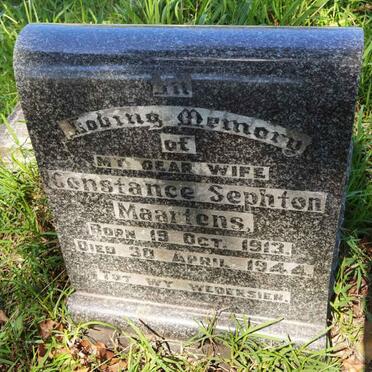 In
Loving Memory
of
MY DEAR WIFE
Constance Sephton
Maartens,
BORN 19 OCT. 1913
DIED 30 APRIL 1944
TOT WY WEDERSIEN.